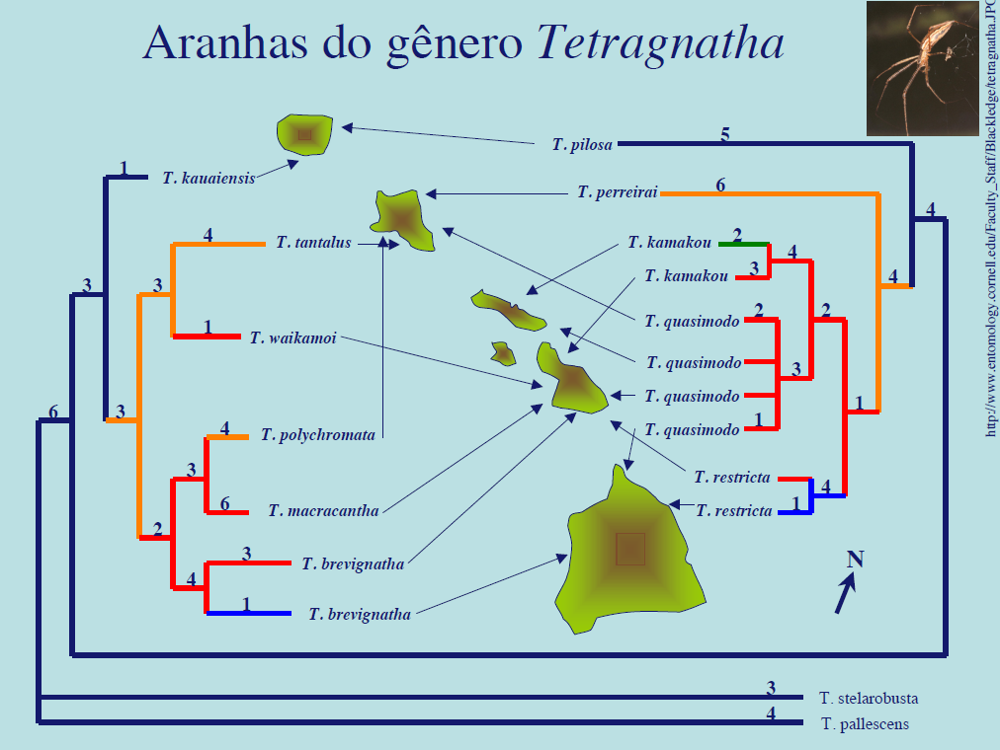 Aranhas do gênero Tetragnatha
http://www.entomology.cornell.edu/Faculty_Staff/Blackledge/tetragnatha.JPG
5
T. pilosa
1
T. kauaiensis
6
T. perreirai
4
4
T. tantalus
2
T. kamakou
4
3
T. kamakou
4
3
3
2
T. quasimodo
2
1
T. waikamoi
T. quasimodo
3
T. quasimodo
1
6
3
4
T. polychromata
1
T. quasimodo
3
T. restricta
4
6
T. macracantha
1
T. restricta
2
3
T. brevignatha
N
4
1
T. brevignatha
3
T. stelarobusta
4
T. pallescens